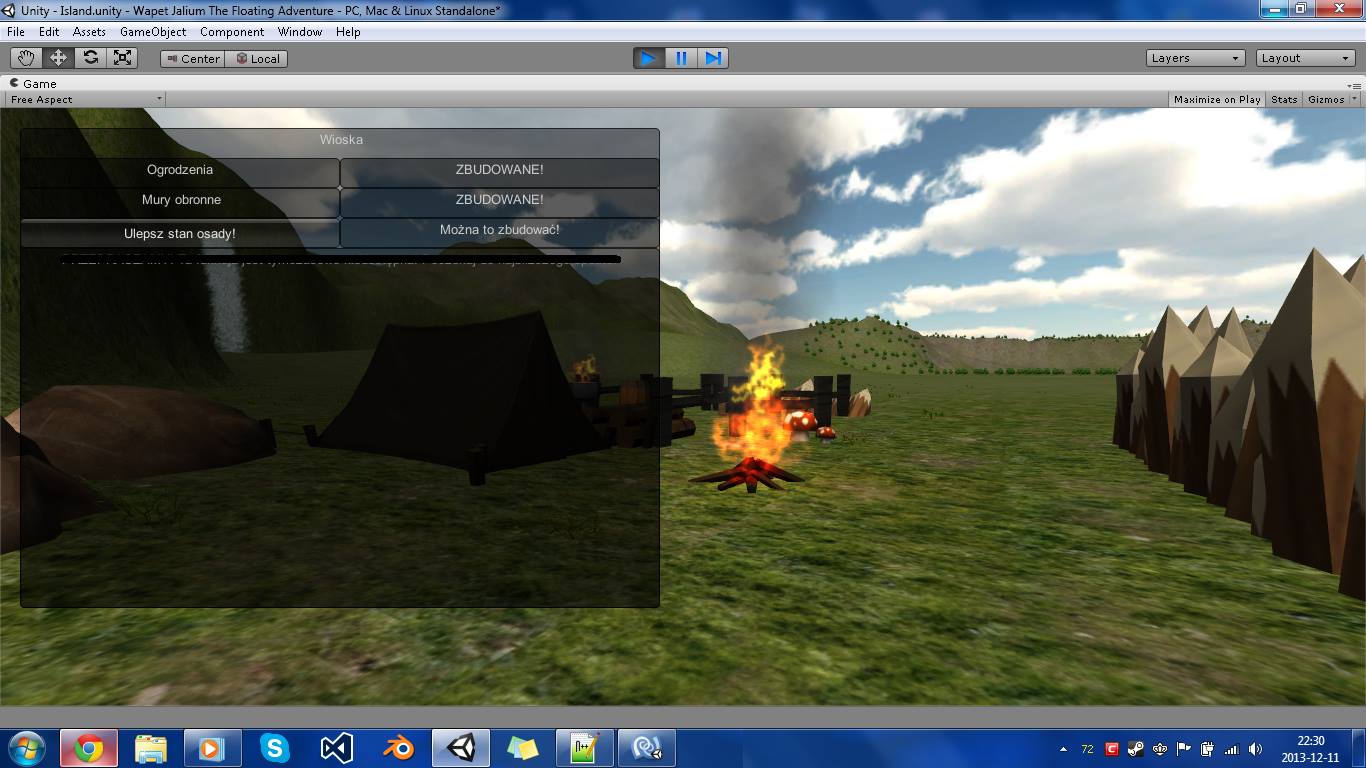 Unity - Island.unity - Wapet Jalium The Floating Adventure - PC, Mac & Linux Standalone*
File Edit Assets GameObject Component Window Help
Center Local Layers Layout
Game
Free Aspect Maximize on Play Stats Gizmos
Wioska
Ogrodzenia ZBUDOWANE!
Mury obronne ZBUDOWANE!
Ulepsz stan osady! Można to zbudować!
72
22:30
2013-12-11